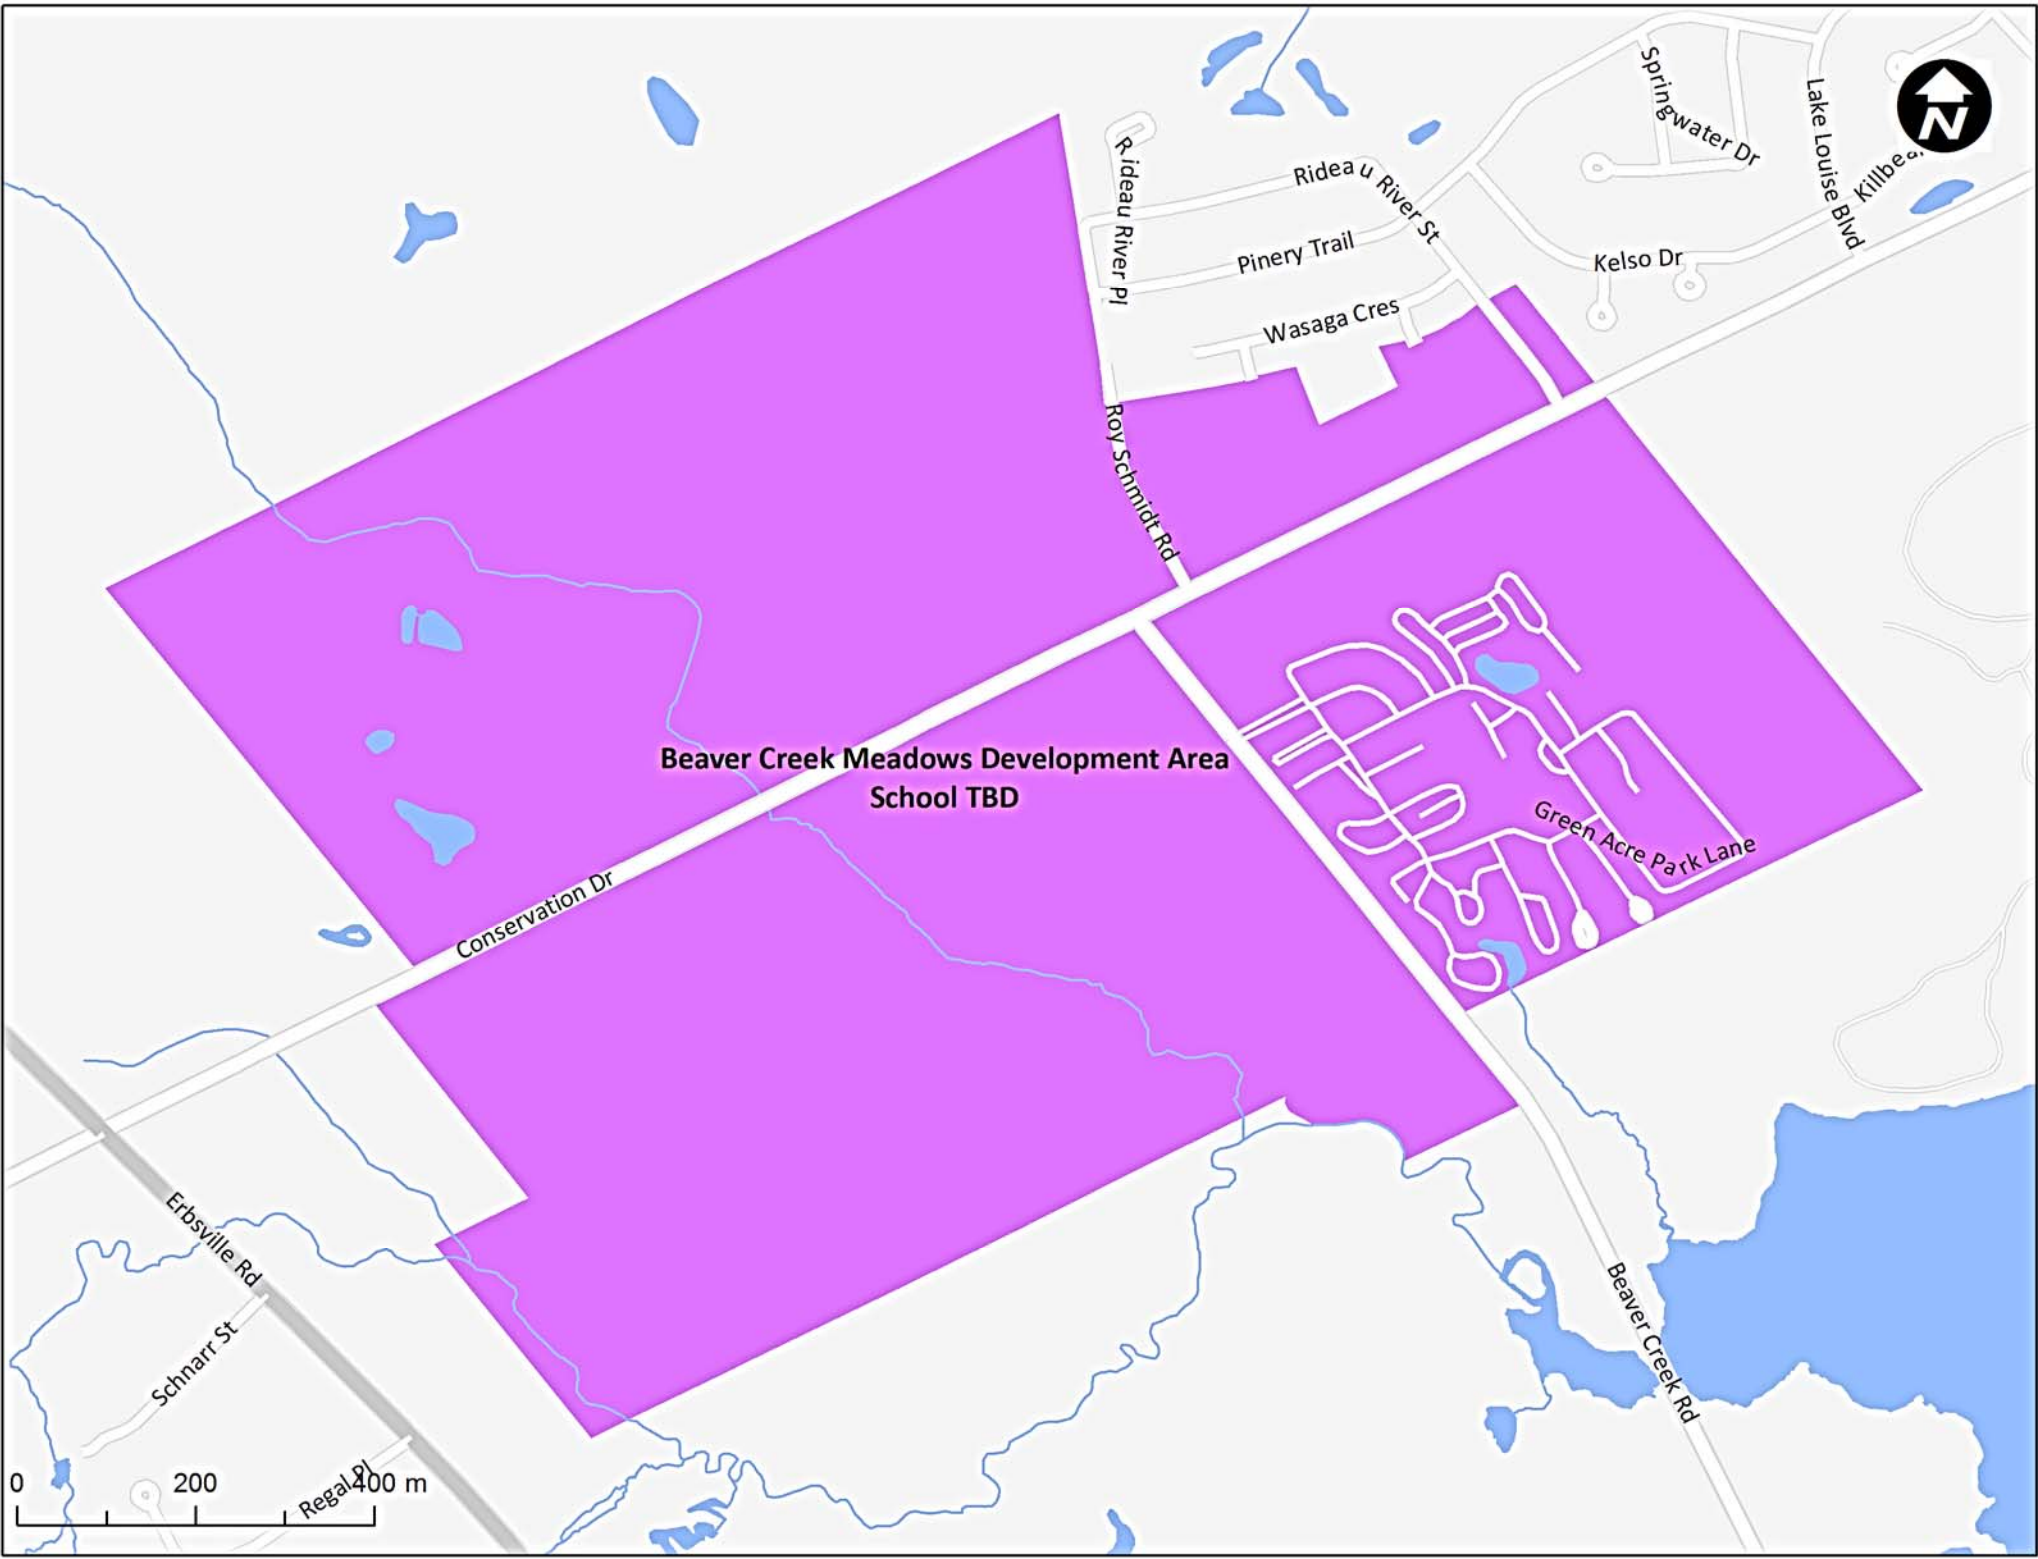 Springwater Dr
Lake Louise Blvd
N
Rideau River Pl
Rideau River St
Pinery Trail
Kelso Dr
Wasaga Cres
Roy Schmidt Rd
Beaver Creek Meadows Development Area
School TBD
Green Acre Park Lane
Conservation Dr
Erbsville Rd
Schnarr St
Beaver Creek Rd
Regal Pl
0 200 400 m